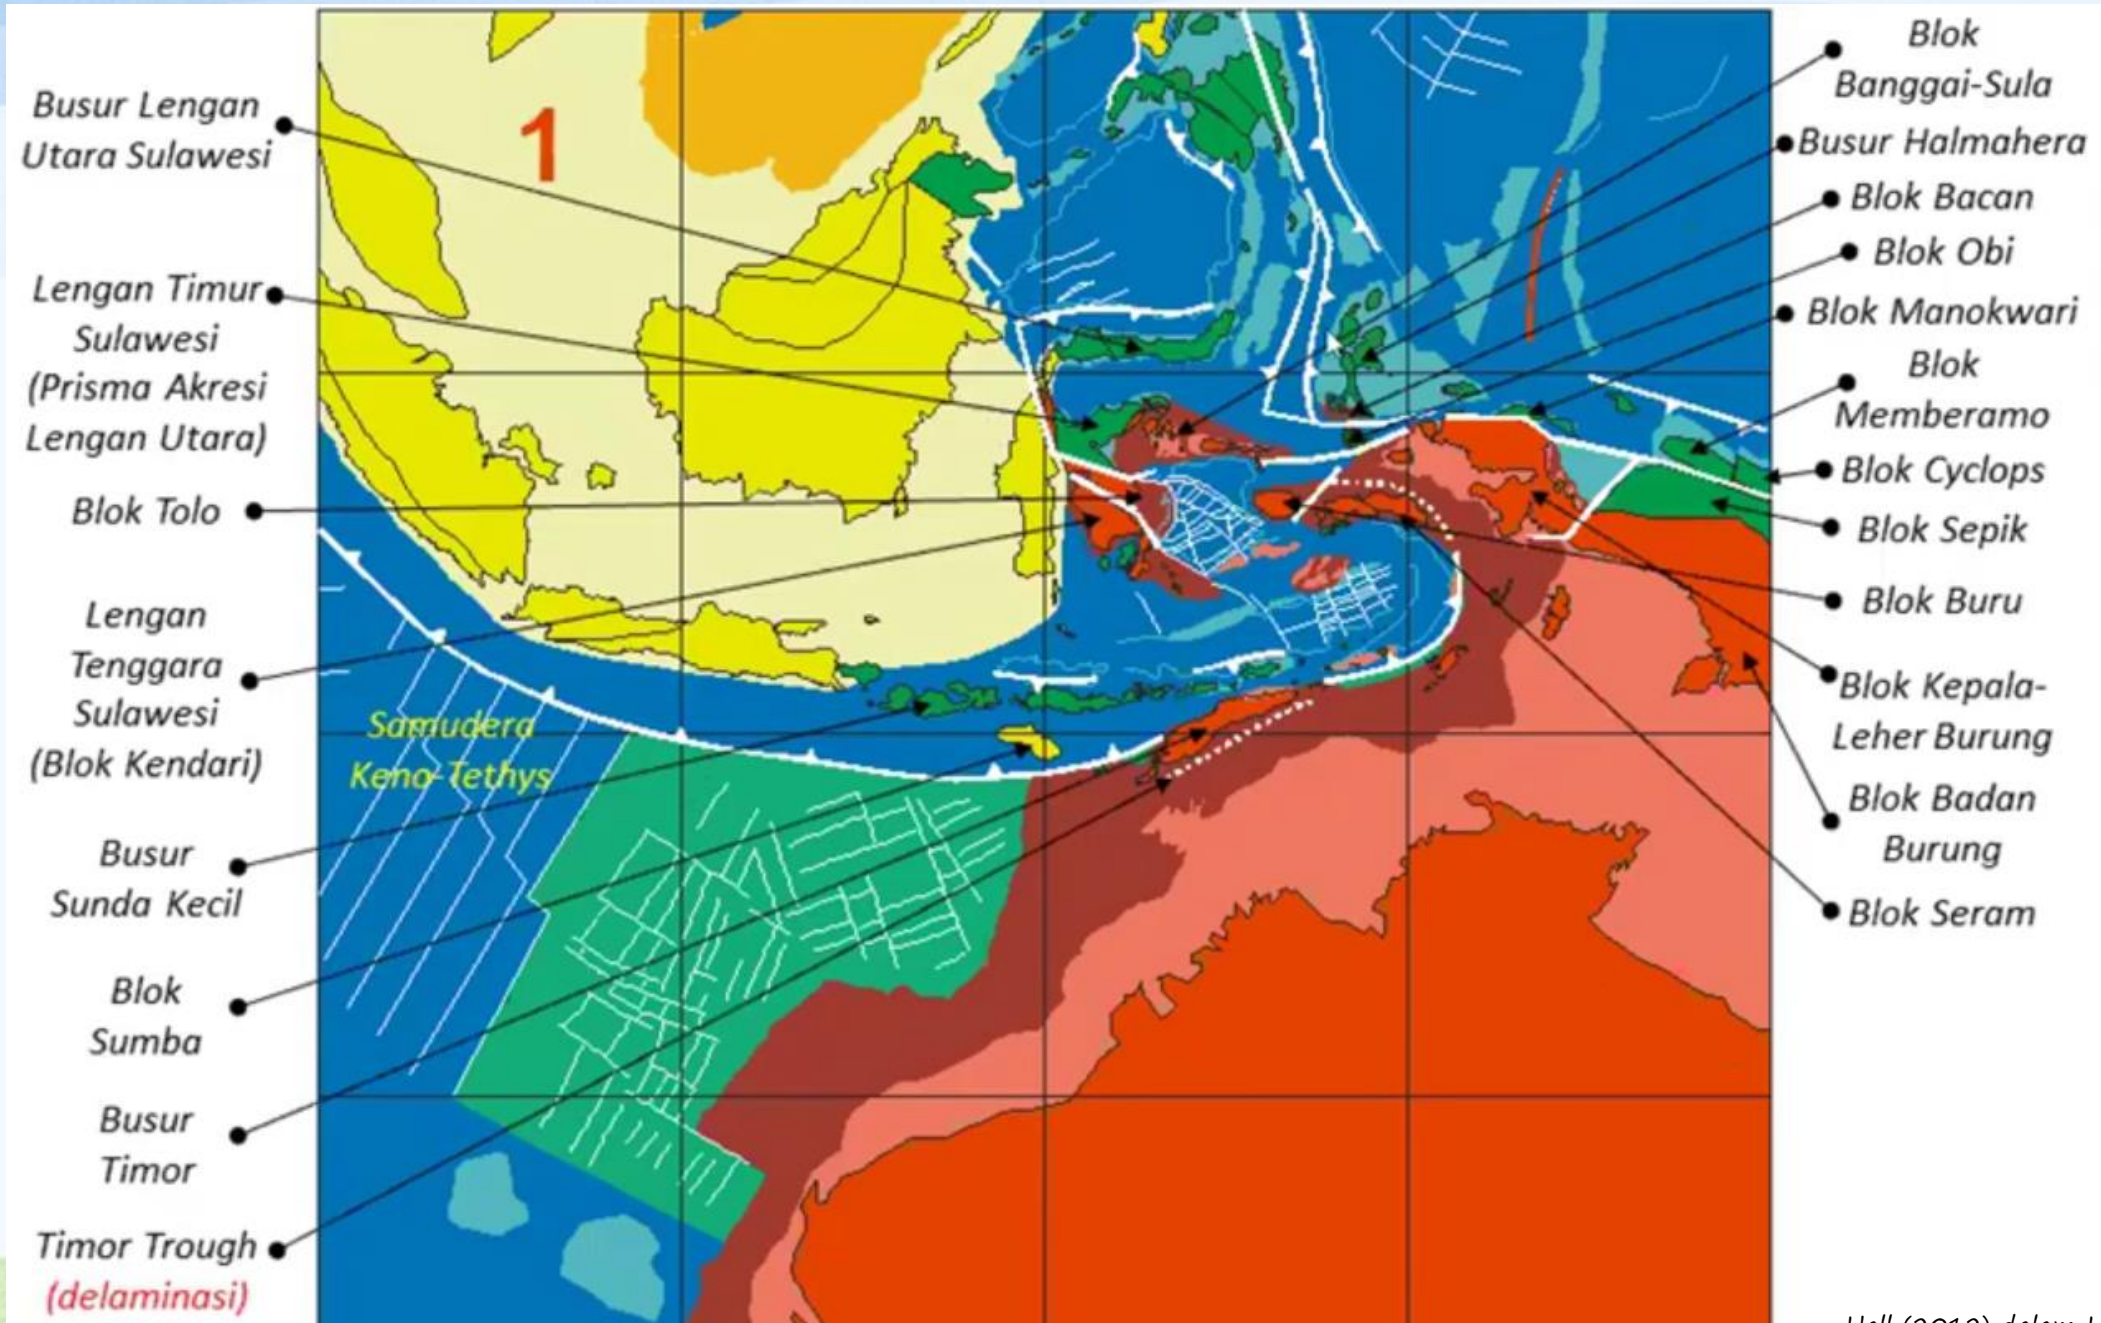 Busur Lengan
Utara Sulawesi
Lengan Timur
Sulawesi
(Prisma Akresi
Lengan Utara)
Blok Tolo
Lengan
Tenggara
Sulawesi
(Blok Kendari)
Busur
Sunda Kecil
Blok
Sumba
Busur
Timor
Timor Trough
(delaminasi)
1
Samudera
Keno-Tethys
Blok
Banggai-Sula
Busur Halmahera
Blok Bacan
Blok Obi
Blok Manokwari
Blok
Memberamo
Blok Cyclops
Blok Sepik
Blok Buru
Blok Kepala-
Leher Burung
Blok Badan
Burung
Blok Seram